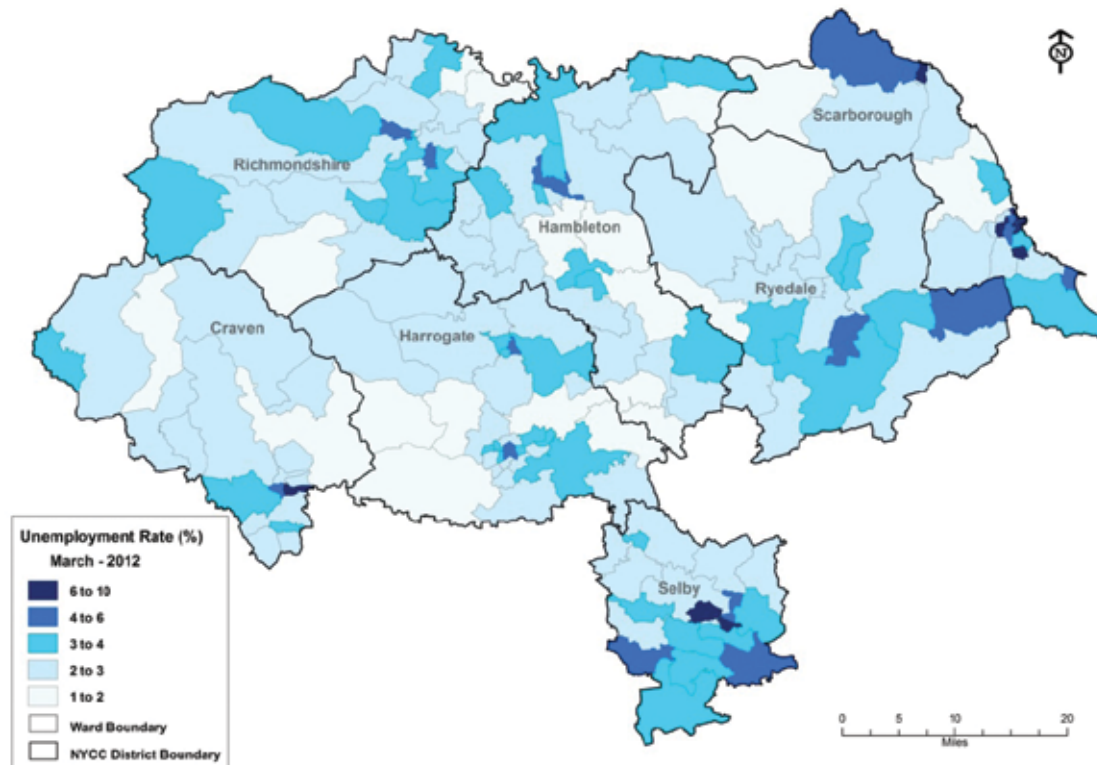 N
Scarborough
Richmondshire
Hambleton
Ryedale
Craven
Harrogate
Selby
Unemployment Rate (%)
March - 2012
6 to 10
4 to 6
3 to 4
2 to 3
1 to 2
Ward Boundary
NYCC District Boundary
0 5 10 20
Miles